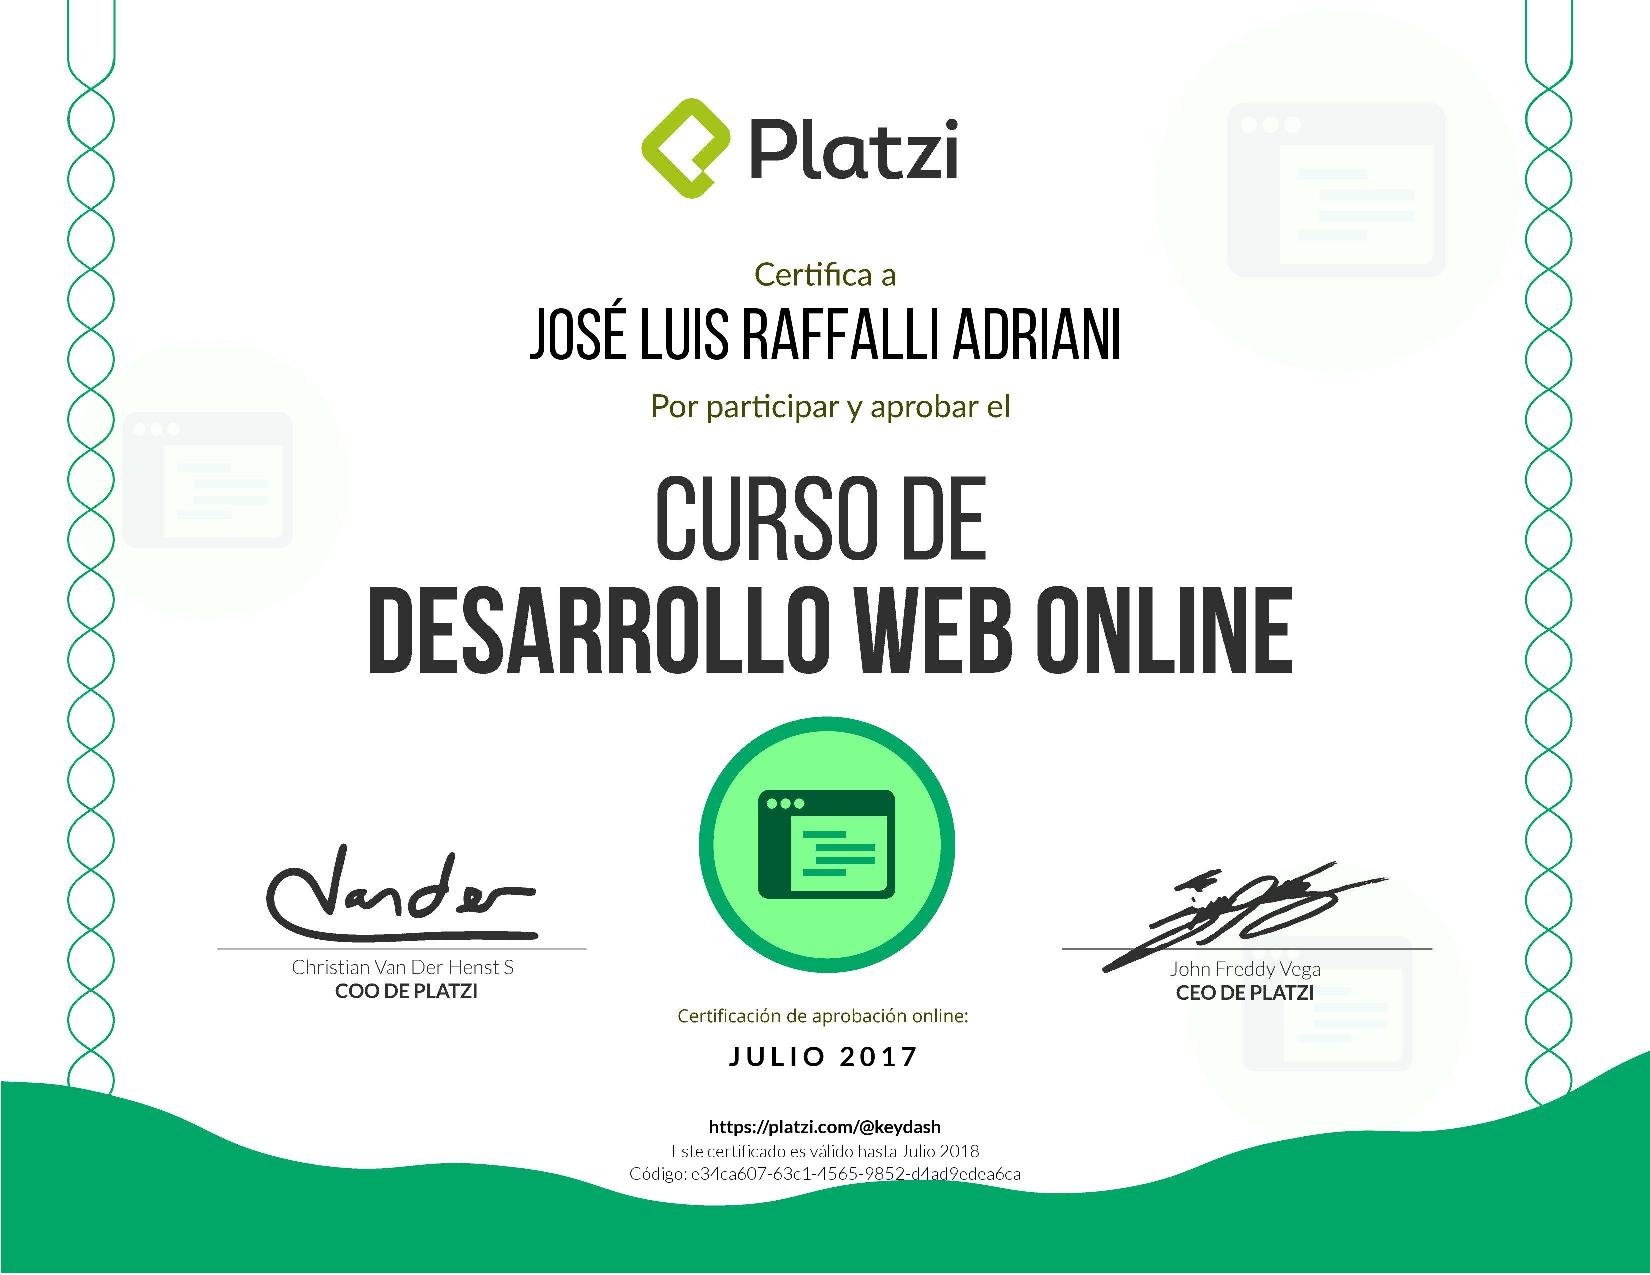 Platzi
Certifica a
JOSÉ LUIS RAFFALLI ADRIANI
Por participar y aprobar el
CURSO DE
DESARROLLO WEB ONLINE
Vander
Christian Van Der Henst S
COO DE PLATZI
John Freddy Vega
CEO DE PLATZI
Certificación de aprobación online:
JULIO 2017
https://platzi.com/@keydash
Este certificado es válido hasta Julio 2018
Código: e34ca607-63c1-4565-9852-d4ad9edea6ca